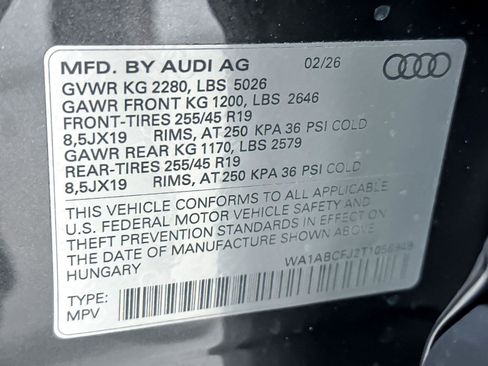 MFD. BY AUDI AG 02/26
GVWR KG 2280, LBS 5026
GAWR FRONT KG 1200, LBS 2646
FRONT-TIRES 255/45 R19
8,5JX19 RIMS, AT 250 KPA 36 PSI COLD
GAWR REAR KG 1170, LBS 2579
REAR-TIRES 255/45 R19
8,5JX19 RIMS, AT 250 KPA 36 PSI COLD
THIS VEHICLE CONFORMS TO ALL APPLICABLE
U.S. FEDERAL MOTOR VEHICLE SAFETY AND
THEFT PREVENTION STANDARDS IN EFFECT ON
THE DATE OF MANUFACTURE SHOWN ABOVE.
HUNGARY
TYPE:
MPV